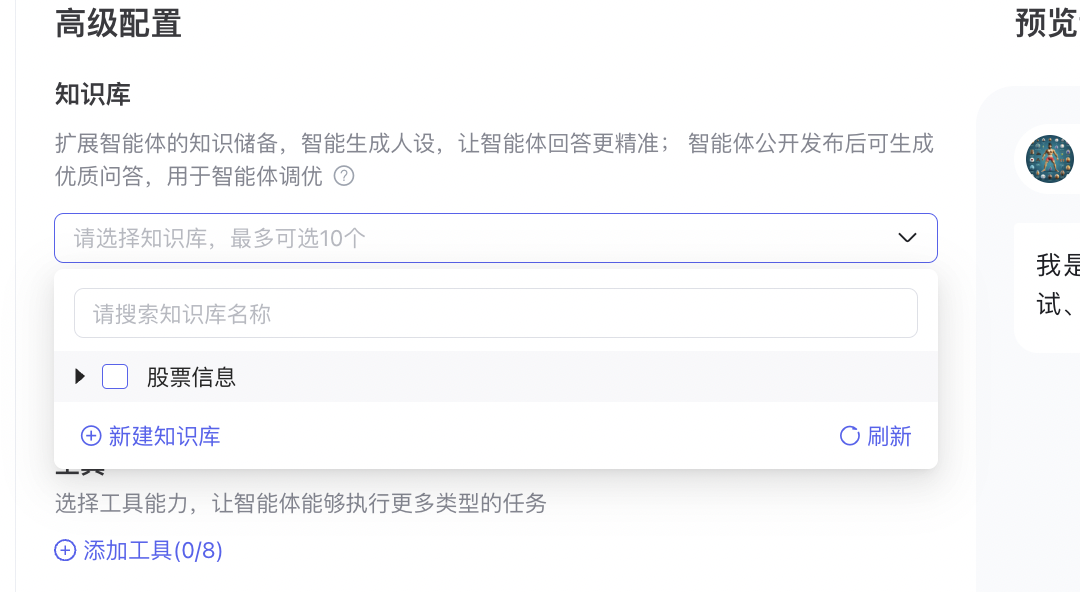 高级配置
预览
知识库
扩展智能体的知识储备，智能生成人设，让智能体回答更精准； 智能体公开发布后可生成
优质问答，用于智能体调优
请选择知识库，最多可选10个
我是
试、
请搜索知识库名称
股票信息
新建知识库
刷新
工具
选择工具能力，让智能体能够执行更多类型的任务
添加工具(0/8)